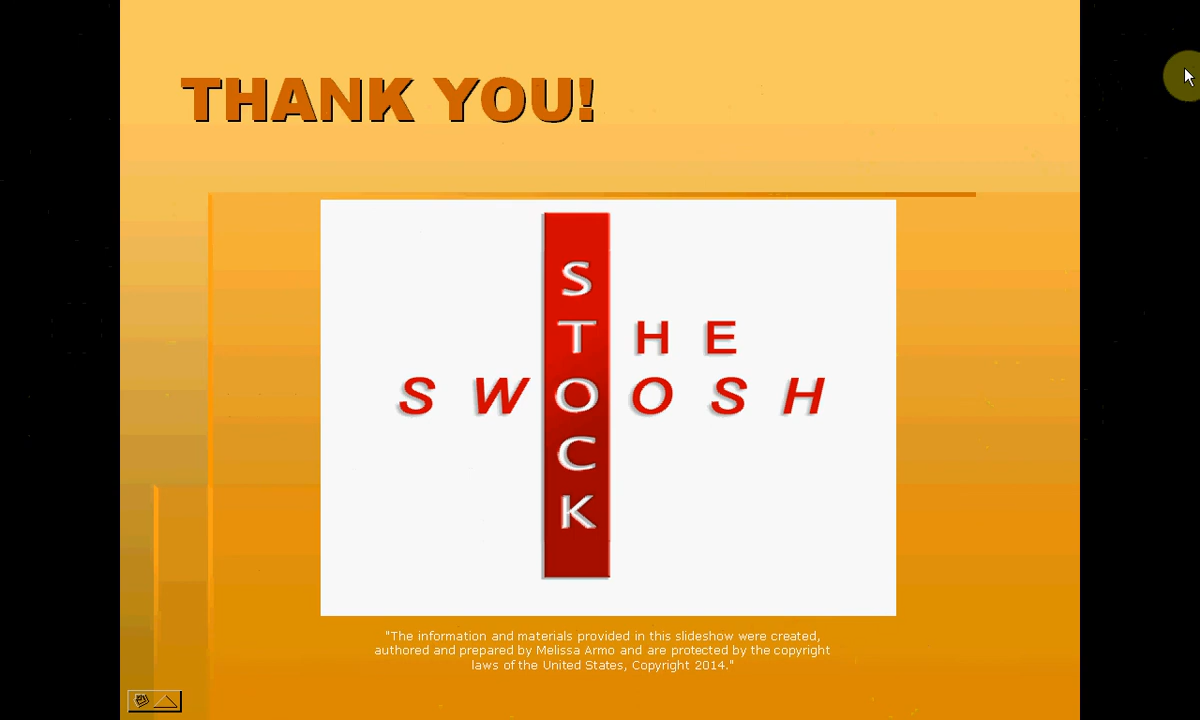 THANK YOU!
STOCK
THE
SWOOSH
"The information and materials provided in this slideshow were created,
authored and prepared by Melissa Armo and are protected by the copyright
laws of the United States, Copyright 2014."